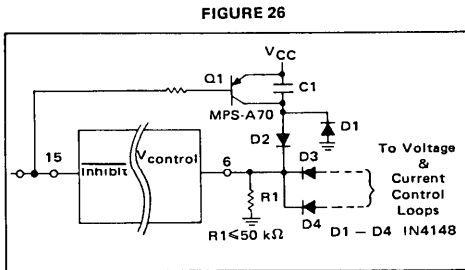 FIGURE 26
VCC
Q1
C1
MPS-A70
D1
D2
15
Inhibit
Vcontrol
6
D3
To Voltage
&
Current
Control
Loops
R1
D4
R1≤50 kΩ
D1 – D4 IN4148